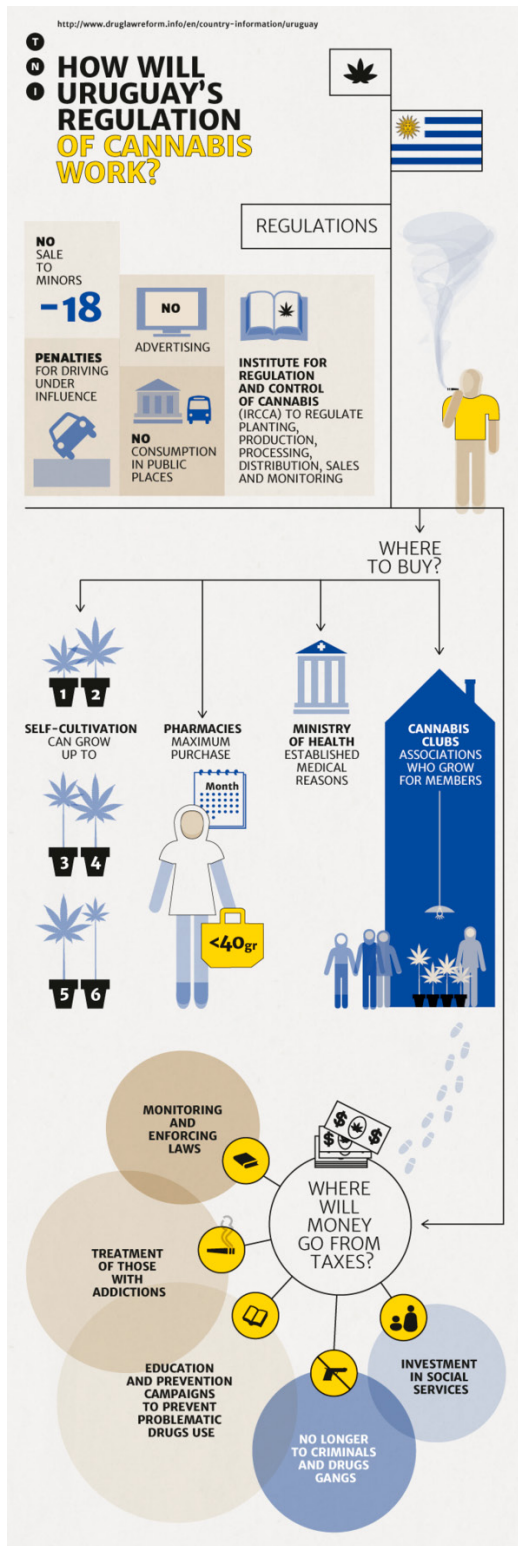 http://www.druglawreform.info/en/country-information/uruguay
T
N
I
HOW WILL
URUGUAY'S
REGULATION
OF CANNABIS
WORK?
REGULATIONS
NO
SALE
TO
MINORS
-18
NO
ADVERTISING
PENALTIES
FOR DRIVING
UNDER
INFLUENCE
NO
CONSUMPTION
IN PUBLIC
PLACES
INSTITUTE FOR
REGULATION
AND CONTROL
OF CANNABIS
(IRCCA) TO REGULATE
PLANTING,
PRODUCTION,
PROCESSING,
DISTRIBUTION, SALES
AND MONITORING
WHERE
TO BUY?
1 2
SELF-CULTIVATION
CAN GROW
UP TO
3 4
5 6
PHARMACIES
MAXIMUM
PURCHASE
Month
<40gr
MINISTRY
OF HEALTH
ESTABLISHED
MEDICAL
REASONS
CANNABIS
CLUBS
ASSOCIATIONS
WHO GROW
FOR MEMBERS
$ $
$
WHERE
WILL
MONEY
GO FROM
TAXES?
MONITORING
AND
ENFORCING
LAWS
TREATMENT
OF THOSE
WITH
ADDICTIONS
EDUCATION
AND PREVENTION
CAMPAIGNS
TO PREVENT
PROBLEMATIC
DRUGS USE
NO LONGER
TO CRIMINALS
AND DRUGS
GANGS
INVESTMENT
IN SOCIAL
SERVICES